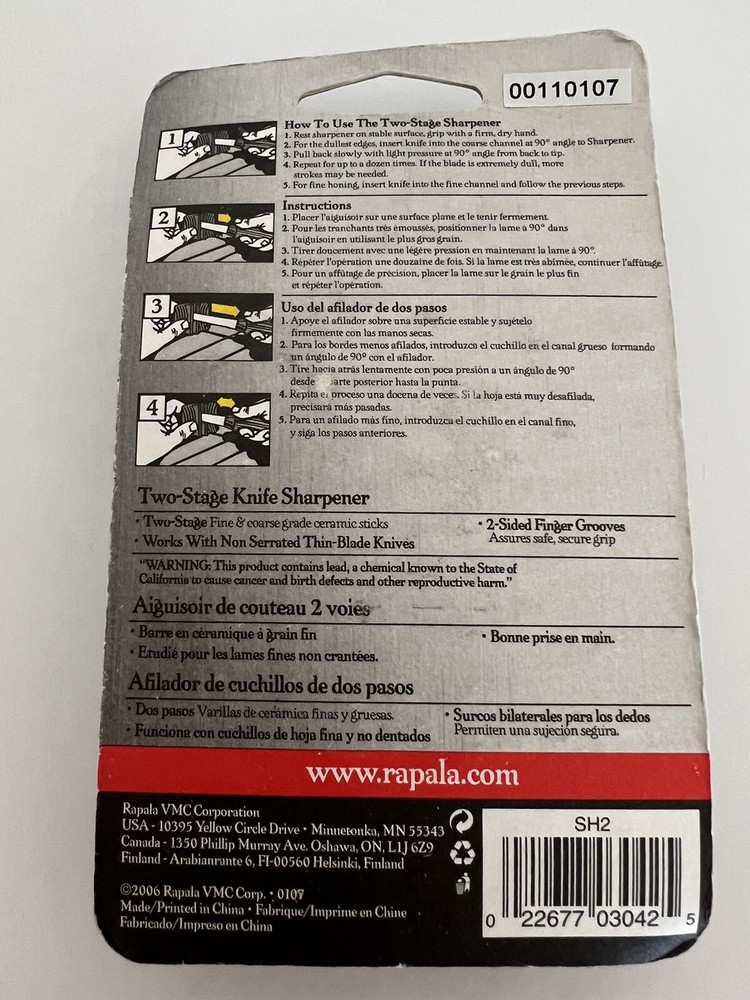 00110107
1
How To Use The Two-Stage Sharpener
1. Rest sharpener on stable surface, grip with a firm, dry hand.
2. For the dullest edges, insert knife into the coarse channel at 90° angle to Sharpener.
3. Pull back slowly with light pressure at 90° angle from back to tip.
4. Repeat for up to a dozen times. If the blade is extremely dull, more
strokes may be needed.
5. For fine honing, insert knife into the fine channel and follow the previous steps.
2
Instructions
1. Placer l'aiguisoir sur une surface plane et le tenir fermement.
2. Pour les tranchants très émoussés, positionner la lame à 90° dans
l'aiguisoir en utilisant le plus gros grain.
3. Tirer doucement avec une légère pression en maintenant la lame à 90°.
4. Répéter l'opération une douzaine de fois. Si la lame est très abimée, continuer l'affûtage.
5. Pour un affûtage de précision, placer la lame sur le grain le plus fin
et répéter l'opération.
3
Uso del afilador de dos pasos
1. Apoye el afilador sobre una superficie estable y sujételo
firmemente con las manos secas.
2. Para los bordes menos afilados, introduzca el cuchillo en el canal grueso formando
un ángulo de 90º con el afilador.
3. Tire hacia atrás lentamente con poca presión a un ángulo de 90°
desde arte posterior hasta la punta.
4
4. Repita el proceso una docena de veces. Si la hoja está muy desafilada,
precisará más pasadas.
5. Para un afilado más fino, introduzca el cuchillo en el canal fino,
y siga los pasos anteriores.
Two-Stage Knife Sharpener
• Two-Stage Fine & coarse grade ceramic sticks
• Works With Non Serrated Thin-Blade Knives
• 2-Sided Finger Grooves
Assures safe, secure grip
"WARNING: This product contains lead, a chemical known to the State of
California to cause cancer and birth defects and other reproductive harm."
Aiguisoir de couteau 2 voies
• Barre en céramique à grain fin
• Etudié pour les lames fines non crantées.
• Bonne prise en main.
Afilador de cuchillos de dos pasos
• Dos pasos Varillas de cerámica finas y gruesas.
• Funciona con cuchillos de hoja fina y no dentados
• Surcos bilaterales para los dedos
Permiten una sujeción segura.
www.rapala.com
Rapala VMC Corporation
USA - 10395 Yellow Circle Drive • Minnetonka, MN 55343
Canada - 1350 Phillip Murray Ave. Oshawa, ON, L1J 6Z9
Finland - Arabianrante 6, FI-00560 Helsinki, Finland
©2006 Rapala VMC Corp. • 0107
Made/Printed in China • Fabrique/Imprime en Chine
Fabricado/Impreso en China
SH2
0 22677 03042 5